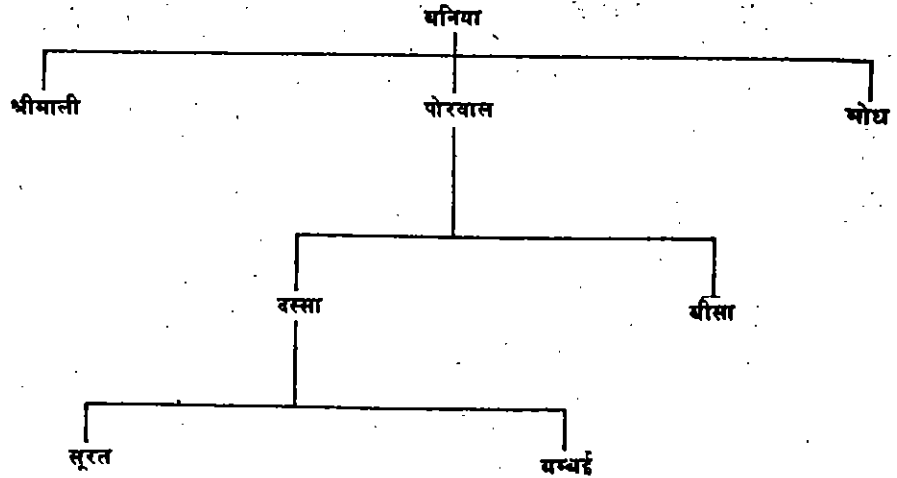 बनिया
श्रीमाली पोरवाल मोध
दस्सा बीसा
सूरत बम्बई